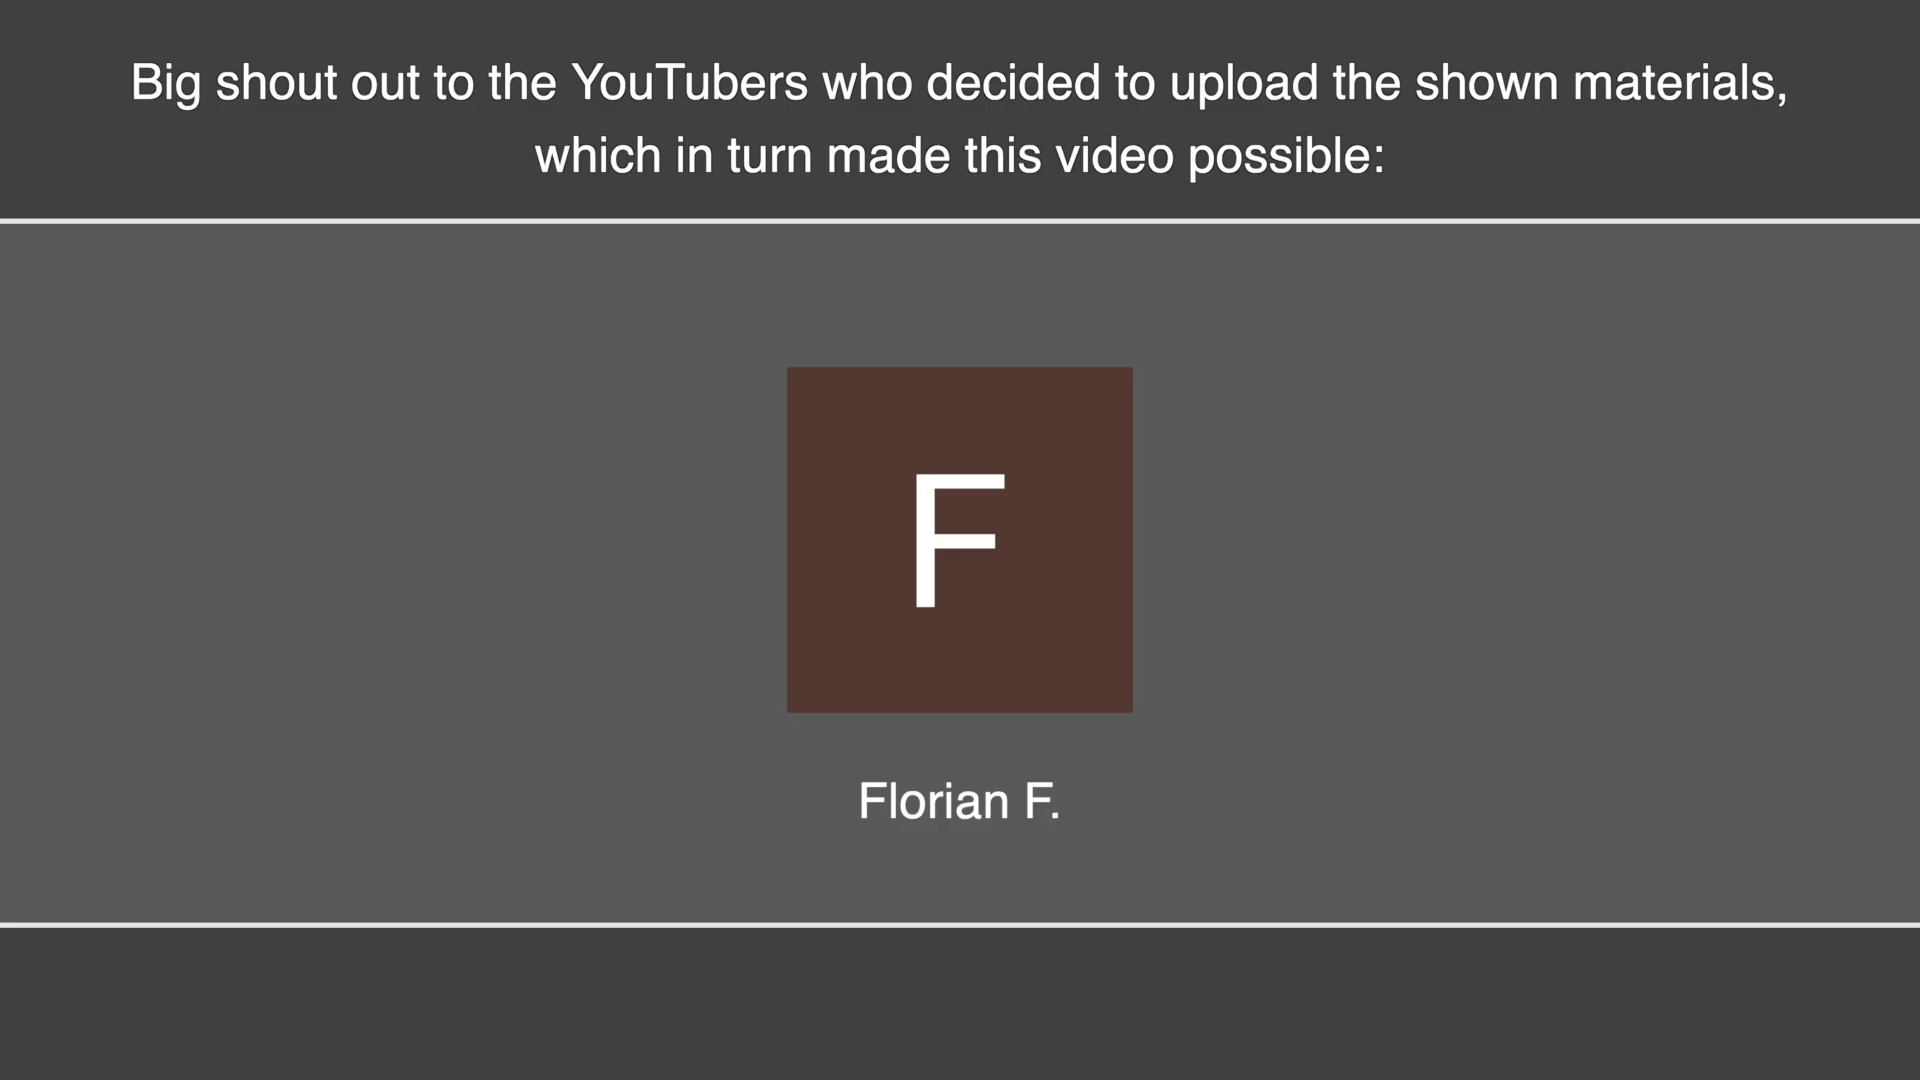 Big shout out to the YouTubers who decided to upload the shown materials,
which in turn made this video possible:
F
Florian F.